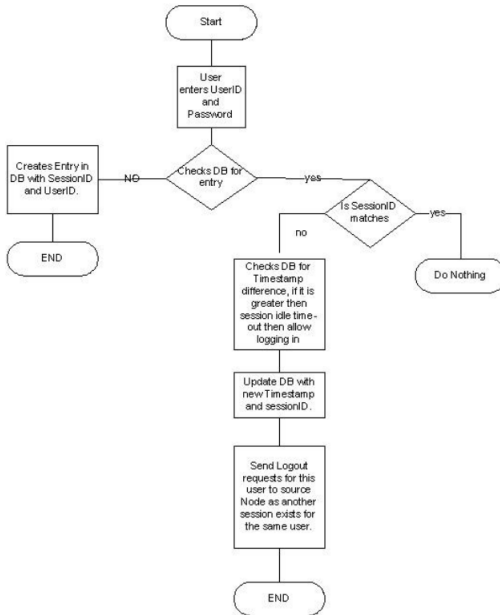 Start
User
enters UserID
and
Password
Checks DB for
entry
NO
yes
Creates Entry in
DB with SessionID
and UserID.
END
Is SessionID
matches
yes
no
Do Nothing
Checks DB for
Timestamp
difference, if it is
greater then
session idle time-
out then allow
logging in
Update DB with
new Timestamp
and sessionID.
Send Logout
requests for this
user to source
Node as another
session exists for
the same user.
END